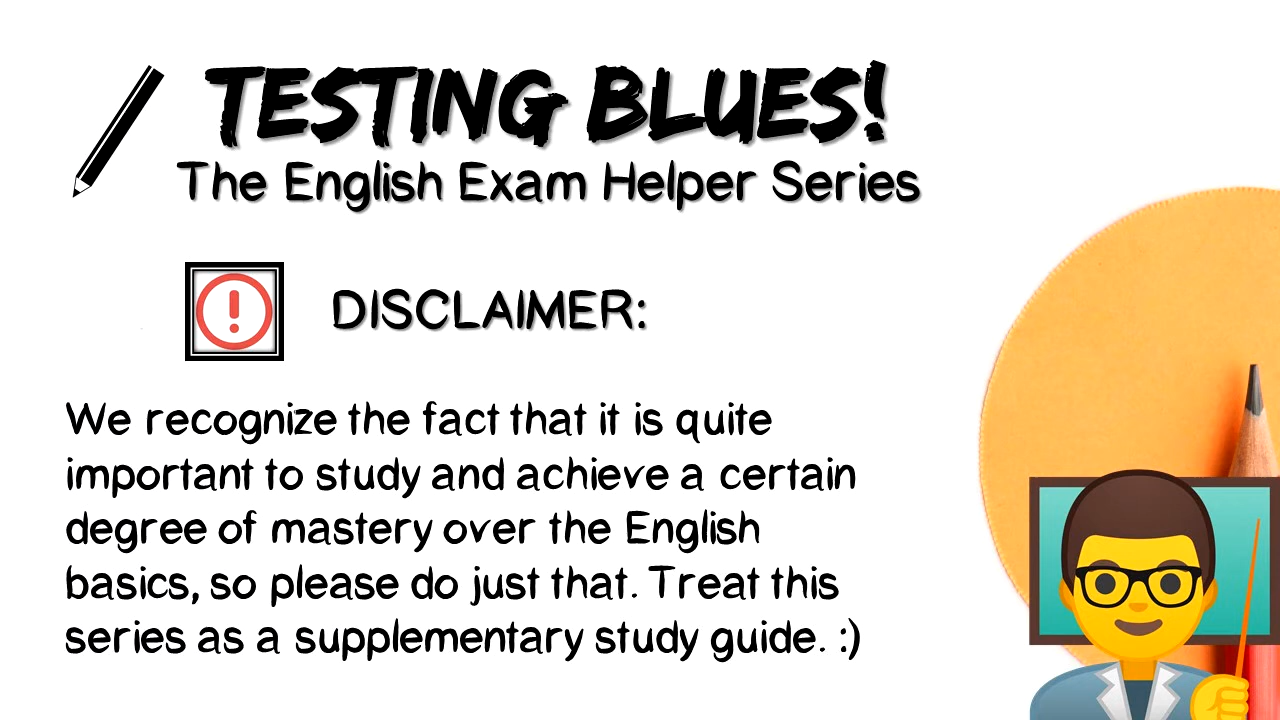 TESTING BLUES!
The English Exam Helper Series
DISCLAIMER:
We recognize the fact that it is quite
important to study and achieve a certain
degree of mastery over the English
basics, so please do just that. Treat this
series as a supplementary study guide. :)